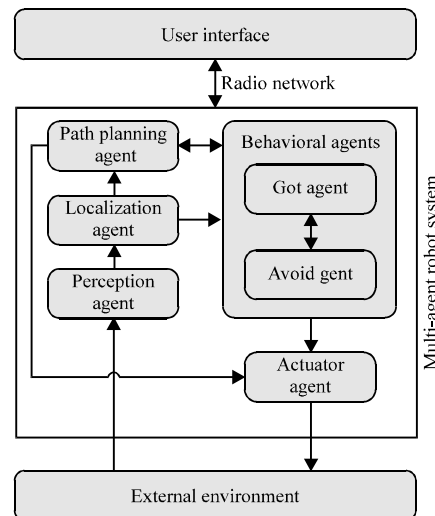 User interface
Radio network
Path planning
agent
Behavioral agents
Got agent
Localization
agent
Avoid gent
Perception
agent
Actuator
agent
Multi-agent robot system
External environment